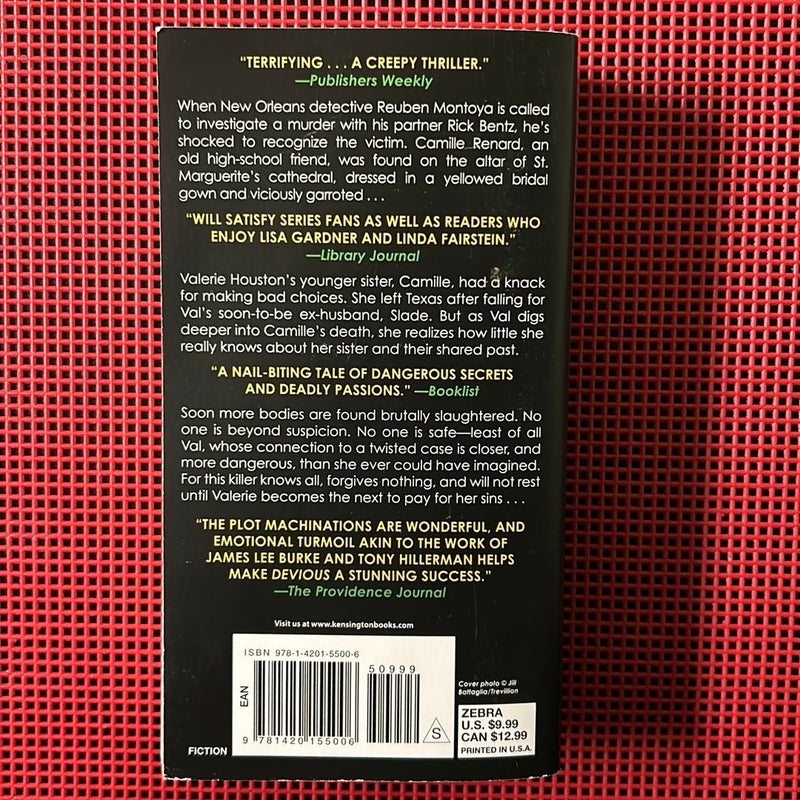 “TERRIFYING . . . A CREEPY THRILLER.”
—Publishers Weekly
When New Orleans detective Reuben Montoya is called
to investigate a murder with his partner Rick Bentz, he’s
shocked to recognize the victim. Camille Renard, an
old high-school friend, was found on the altar of St.
Marguerite’s cathedral, dressed in a yellowed bridal
gown and viciously garroted . . .
“WILL SATISFY SERIES FANS AS WELL AS READERS WHO
ENJOY LISA GARDNER AND LINDA FAIRSTEIN.”
—Library Journal
Valerie Houston’s younger sister, Camille, had a knack
for making bad choices. She left Texas after falling for
Val’s soon-to-be ex-husband, Slade. But as Val digs
deeper into Camille’s death, she realizes how little she
really knows about her sister and their shared past.
“A NAIL-BITING TALE OF DANGEROUS SECRETS
AND DEADLY PASSIONS.” —Booklist
Soon more bodies are found brutally slaughtered. No
one is beyond suspicion. No one is safe—least of all
Val, whose connection to a twisted case is closer, and
more dangerous, than she ever could have imagined.
For this killer knows all, forgives nothing, and will not rest
until Valerie becomes the next to pay for her sins . . .
“THE PLOT MACHINATIONS ARE WONDERFUL, AND
EMOTIONAL TURMOIL AKIN TO THE WORK OF
JAMES LEE BURKE AND TONY HILLERMAN HELPS
MAKE DEVIOUS A STUNNING SUCCESS.”
—The Providence Journal
Visit us at www.kensingtonbooks.com
ISBN 978-1-4201-5500-6
50999
EAN
9 781420 155006
S
FICTION
Cover photo © Jill
Battaglia/Trevillion
ZEBRA
U.S. $9.99
CAN $12.99
PRINTED IN U.S.A.